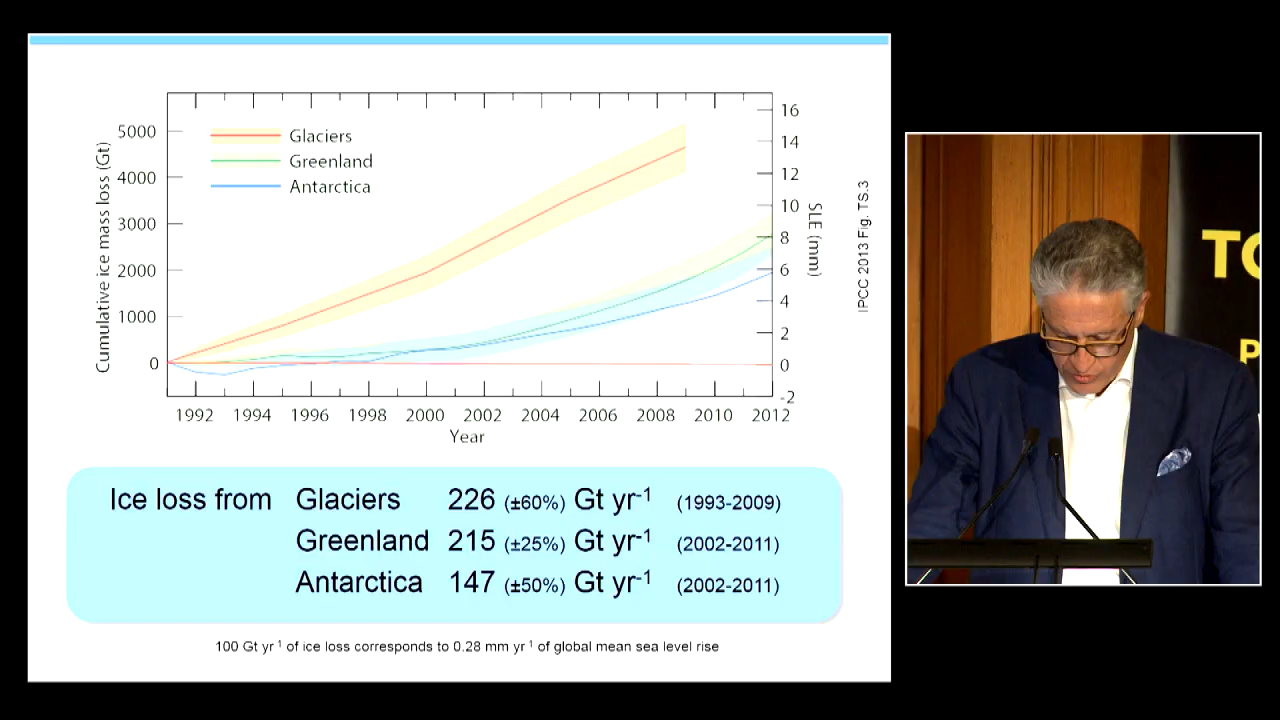 Glaciers
Greenland
Antarctica
5000
4000
3000
2000
1000
0
Cumulative ice mass loss (Gt)
16
14
12
10
8
6
4
2
0
-2
SLE (mm)
IPCC 2013 Fig. TS.3
1992 1994 1996 1998 2000 2002 2004 2006 2008 2010 2012
Year
Ice loss from Glaciers 226 (±60%) Gt yr-1 (1993-2009)
Greenland 215 (±25%) Gt yr-1 (2002-2011)
Antarctica 147 (±50%) Gt yr-1 (2002-2011)
100 Gt yr 1 of ice loss corresponds to 0.28 mm yr 1 of global mean sea level rise